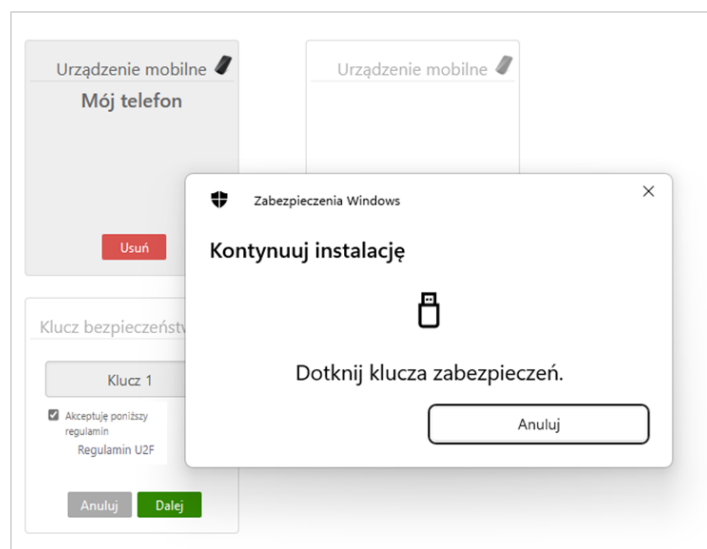 Urządzenie mobilne
Mój telefon
Usuń
Urządzenie mobilne
Zabezpieczenia Windows
Kontynuuj instalację
Dotknij klucza zabezpieczeń.
Anuluj
Klucz bezpieczeństw
Klucz 1
Akceptuję poniższy
regulamin
Regulamin U2F
Anuluj
Dalej